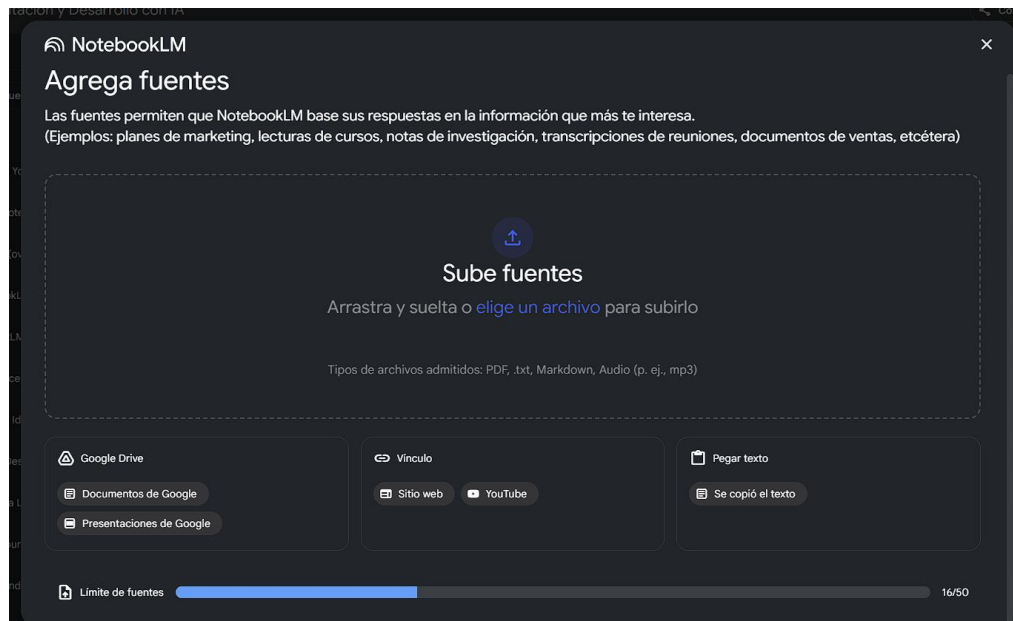 tación y Desarrollo con IA
NotebookLM
Agrega fuentes
Las fuentes permiten que NotebookLM base sus respuestas en la información que más te interesa.
(Ejemplos: planes de marketing, lecturas de cursos, notas de investigación, transcripciones de reuniones, documentos de ventas, etcétera)
Sube fuentes
Arrastra y suelta o elige un archivo para subirlo
Tipos de archivos admitidos: PDF, .txt, Markdown, Audio (p. ej., mp3)
Google Drive
Documentos de Google
Presentaciones de Google
Vínculo
Sitio web
YouTube
Pegar texto
Se copió el texto
Límite de fuentes
16/50